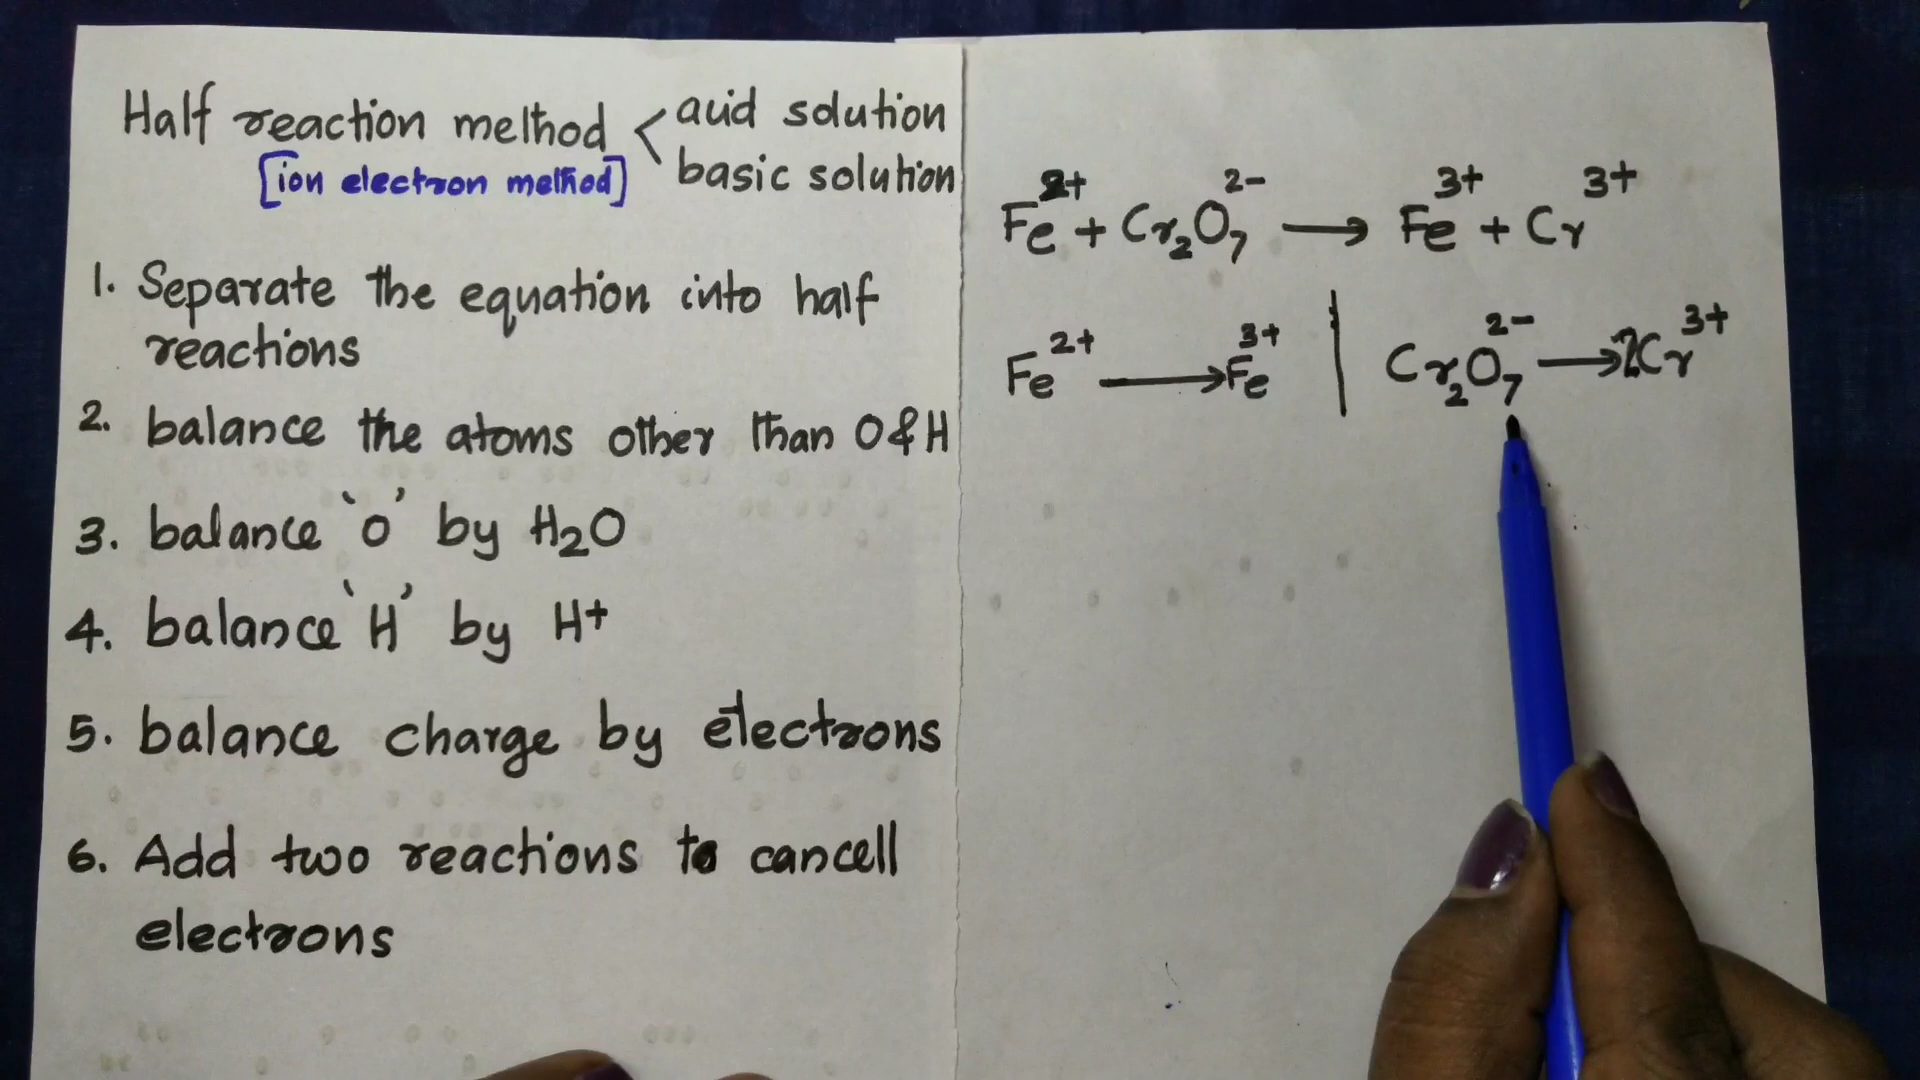 Half reaction method < acid solution
basic solution
[ion electron method]
1. Separate the equation into half
reactions
2. balance the atoms other than O & H
3. balance 'O' by H₂O
4. balance 'H' by H+
5. balance charge by electrons
6. Add two reactions to cancell
electrons
Fe²⁺ + Cr₂O₇²⁻ → Fe³⁺ + Cr³⁺
Fe²⁺ → Fe³⁺ | Cr₂O₇²⁻ → 2Cr³⁺